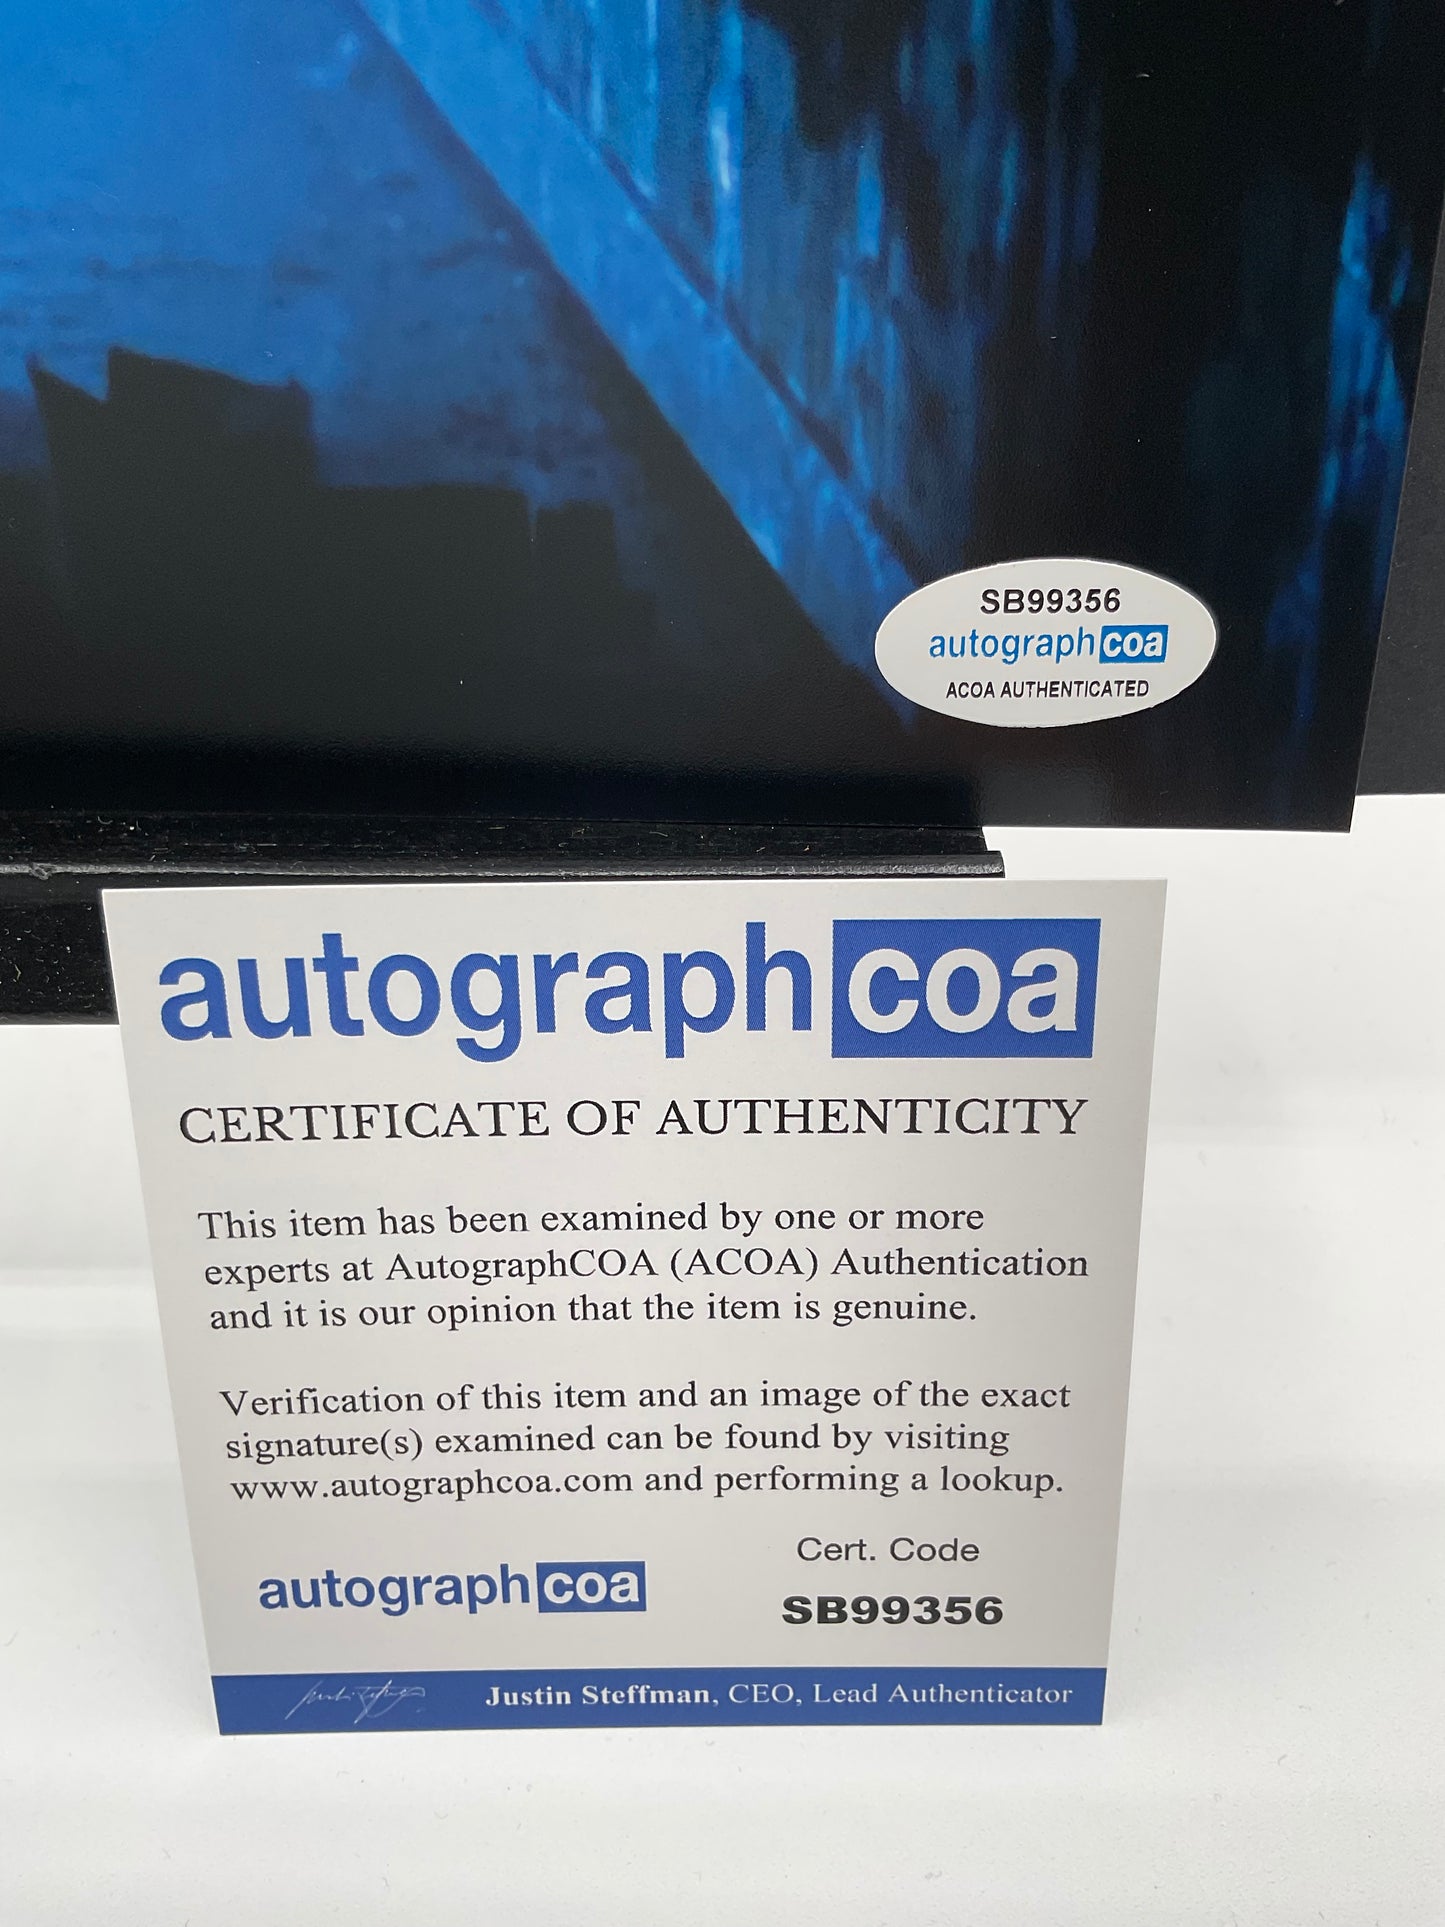 SB99356
autographcoa
ACOA AUTHENTICATED
autographcoa
CERTIFICATE OF AUTHENTICITY
This item has been examined by one or more
experts at AutographCOA (ACOA) Authentication
and it is our opinion that the item is genuine.
Verification of this item and an image of the exact
signature(s) examined can be found by visiting
www.autographcoa.com and performing a lookup.
Cert. Code
autographcoa
SB99356
Justin Steffman, CEO, Lead Authenticator